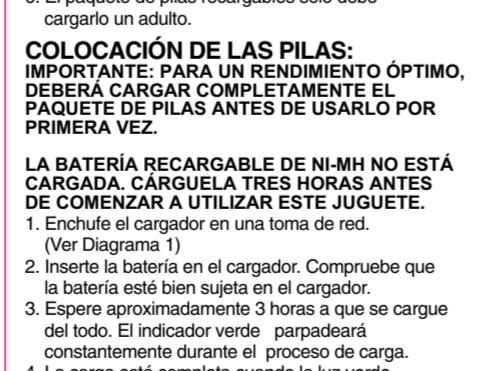 cargarlo un adulto.
COLOCACIÓN DE LAS PILAS:
IMPORTANTE: PARA UN RENDIMIENTO ÓPTIMO,
DEBERÁ CARGAR COMPLETAMENTE EL
PAQUETE DE PILAS ANTES DE USARLO POR
PRIMERA VEZ.
LA BATERÍA RECARGABLE DE NI-MH NO ESTÁ
CARGADA. CÁRGUELA TRES HORAS ANTES
DE COMENZAR A UTILIZAR ESTE JUGUETE.
1. Enchufe el cargador en una toma de red.
(Ver Diagrama 1)
2. Inserte la batería en el cargador. Compruebe que
la batería esté bien sujeta en el cargador.
3. Espere aproximadamente 3 horas a que se cargue
del todo. El indicador verde parpadeará
constantemente durante el proceso de carga.